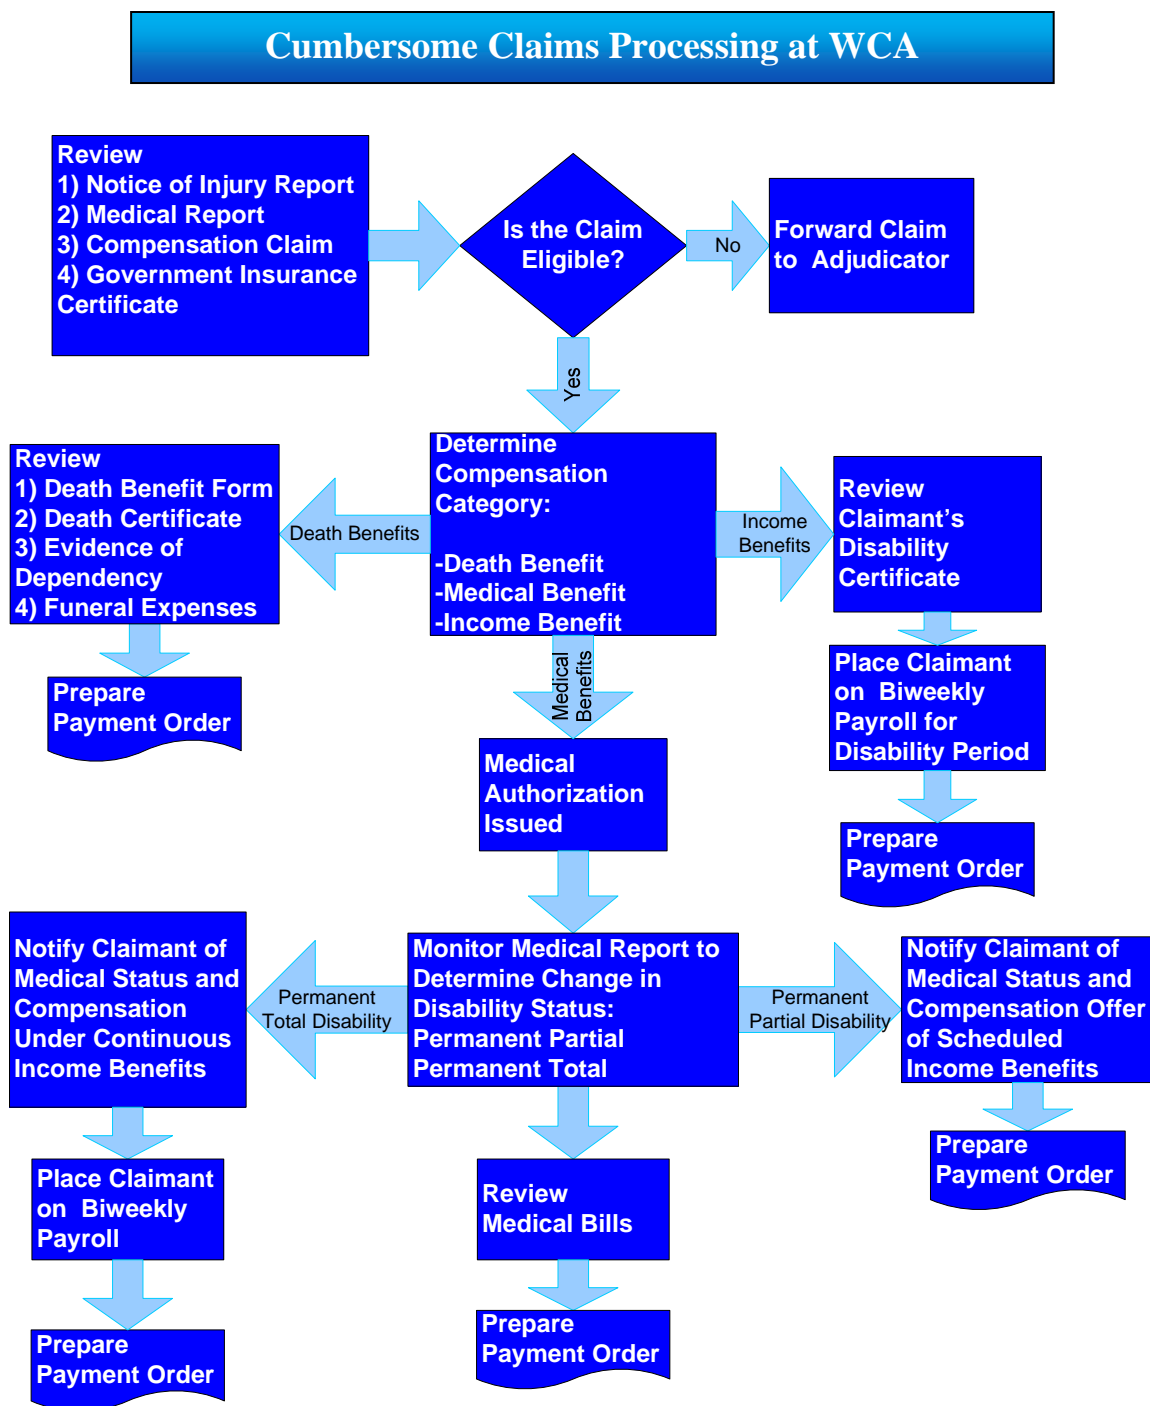 Cumbersome Claims Processing at WCA
Review
1) Notice of Injury Report
2) Medical Report
3) Compensation Claim
4) Government Insurance
Certificate
Is the Claim
Eligible?
No
Forward Claim
to Adjudicator
Yes
Determine
Compensation
Category:
-Death Benefit
-Medical Benefit
-Income Benefit
Death Benefits
Review
1) Death Benefit Form
2) Death Certificate
3) Evidence of
Dependency
4) Funeral Expenses
Prepare
Payment Order
Income
Benefits
Review
Claimant's
Disability
Certificate
Place Claimant
on Biweekly
Payroll for
Disability Period
Prepare
Payment Order
Medical
Benefits
Medical
Authorization
Issued
Monitor Medical Report to
Determine Change in
Disability Status:
Permanent Partial
Permanent Total
Permanent
Total Disability
Notify Claimant of
Medical Status and
Compensation
Under Continuous
Income Benefits
Place Claimant
on Biweekly
Payroll
Prepare
Payment Order
Permanent
Partial Disability
Notify Claimant of
Medical Status and
Compensation Offer
of Scheduled
Income Benefits
Prepare
Payment Order
Review
Medical Bills
Prepare
Payment Order